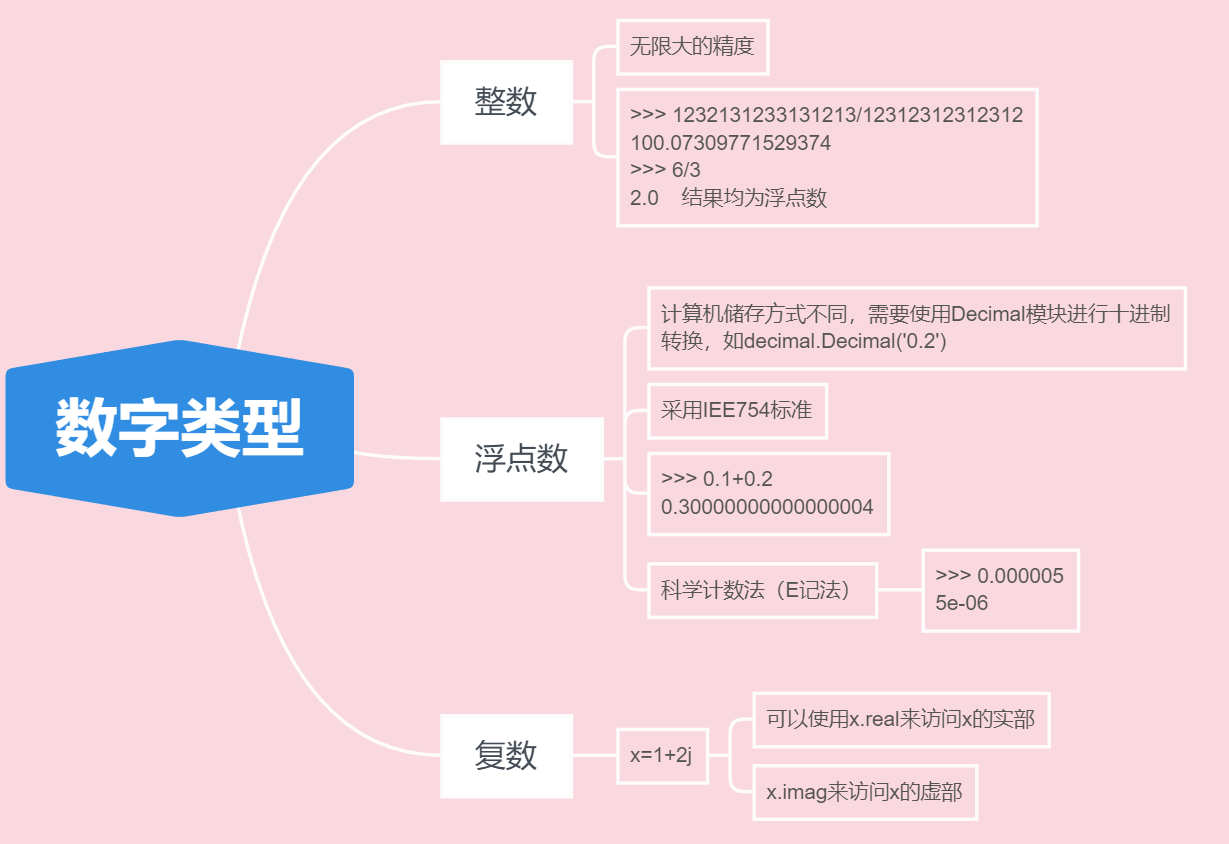 数字类型
整数
无限大的精度
>>> 1232131233131213/12312312312312
100.07309771529374
>>> 6/3
2.0    结果均为浮点数
浮点数
计算机储存方式不同，需要使用Decimal模块进行十进制
转换，如decimal.Decimal('0.2')
采用IEE754标准
>>> 0.1+0.2
0.30000000000000004
科学计数法（E记法）
>>> 0.000005
5e-06
复数
x=1+2j
可以使用x.real来访问x的实部
x.imag来访问x的虚部